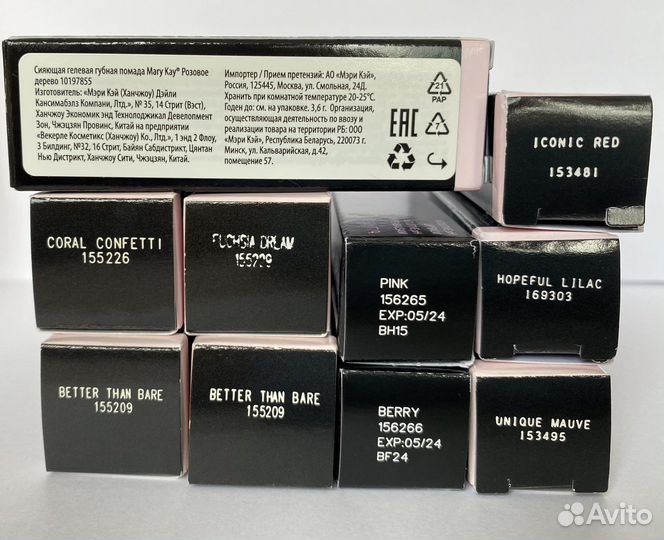 Сияющая гелевая губная помада Mary Kay® Розовое
дерево 10197855
Изготовитель: «Мэри Кэй (Ханчжоу) Дэйли
Кансимабэлз Компани, Лтд.», № 35, 14 Стрит (Вэст),
Ханчжоу Экономик энд Технолоджикал Девелопмент
Зон, Чжэцзян Провинс, Китай на предприятии
«Векерле Косметикс (Ханчжоу) Ко., Лтд.», 1 энд 2 Флоу,
3 Билдинг, №32, 16 Стрит, Байян Сабдистрикт, Цянтан
Нью Дистрикт, Ханчжоу Сити, Чжэцзян, Китай.
Импортер / Прием претензий: АО «Мэри Кэй»,
Россия, 125445, Москва, ул. Смольная, 24Д.
Хранить при комнатной температуре 20-25°С.
Годен до: см. на упаковке. 3,6 г. Организация,
осуществляющая деятельность по ввозу и
реализации товара на территории РБ: ООО
«Мэри Кэй», Республика Беларусь, 220073 г.
Минск, ул. Кальварийская, д.42,
помещение 57.
21
PAP
EAC
7
ICONIC RED
153481
CORAL CONFETTI
155226
FUCHSIA DREAM
155229
PINK
156265
EXP:05/24
BH15
HOPEFUL LILAC
169303
BETTER THAN BARE
155209
BETTER THAN BARE
155209
BERRY
156266
EXP:05/24
BF24
UNIQUE MAUVE
153495
Avito